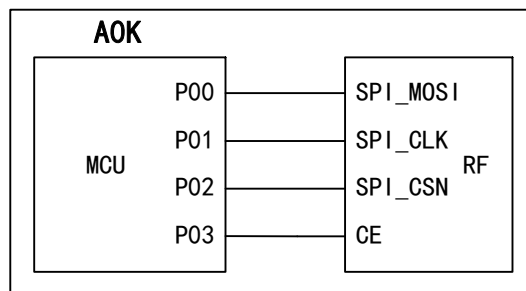 AOK
P00 SPI_MOSI
P01 SPI_CLK
MCU RF
P02 SPI_CSN
P03 CE